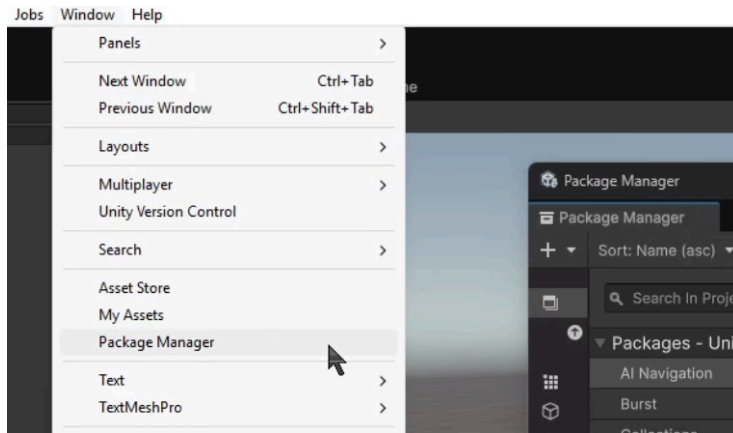 Jobs Window Help
Panels
Next Window Ctrl+Tab
Previous Window Ctrl+Shift+Tab
Layouts
Multiplayer
Unity Version Control
Search
Asset Store
My Assets
Package Manager
Text
TextMeshPro
Package Manager
Package Manager
Sort: Name (asc)
Search In Proje
Packages - Uni
AI Navigation
Burst